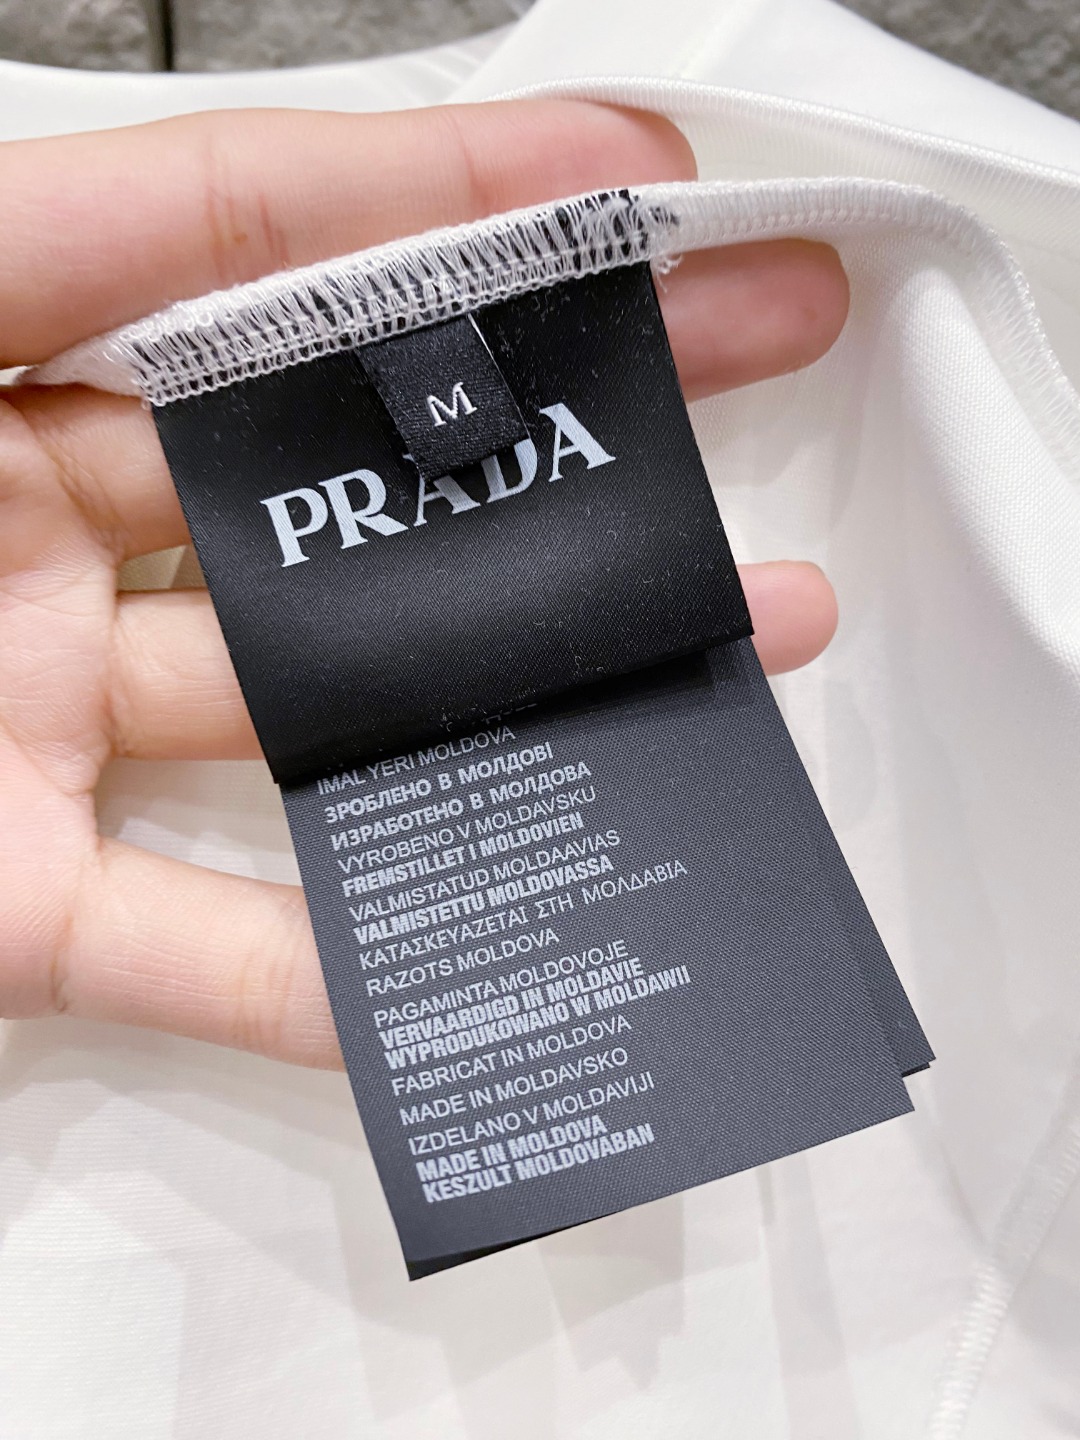 M
PRADA
IMAL YERI MOLDOVA
ЗРОБЛЕНО В МОЛДОВІ
ИЗРАБОТЕНО В МОЛДОВА
VYROBENO V MOLDAVSKU
FREMSTILLET I MOLDOVIEN
VALMISTATUD MOLDAAVIAS
VALMISTETTU MOLDOVASSA
ΚΑΤΑΣΚΕΥΑΖΕΤΑΙ ΣΤΗ ΜΟΛΔΑΒΙΑ
RAZOTS MOLDOVA
PAGAMINTA MOLDOVOJE
VERVAARDIGD IN MOLDAVIE
WYPRODUKOWANO W MOLDAWII
FABRICAT IN MOLDOVA
MADE IN MOLDAVSKO
IZDELANO V MOLDAVIJI
MADE IN MOLDOVA
KESZULT MOLDOVABAN